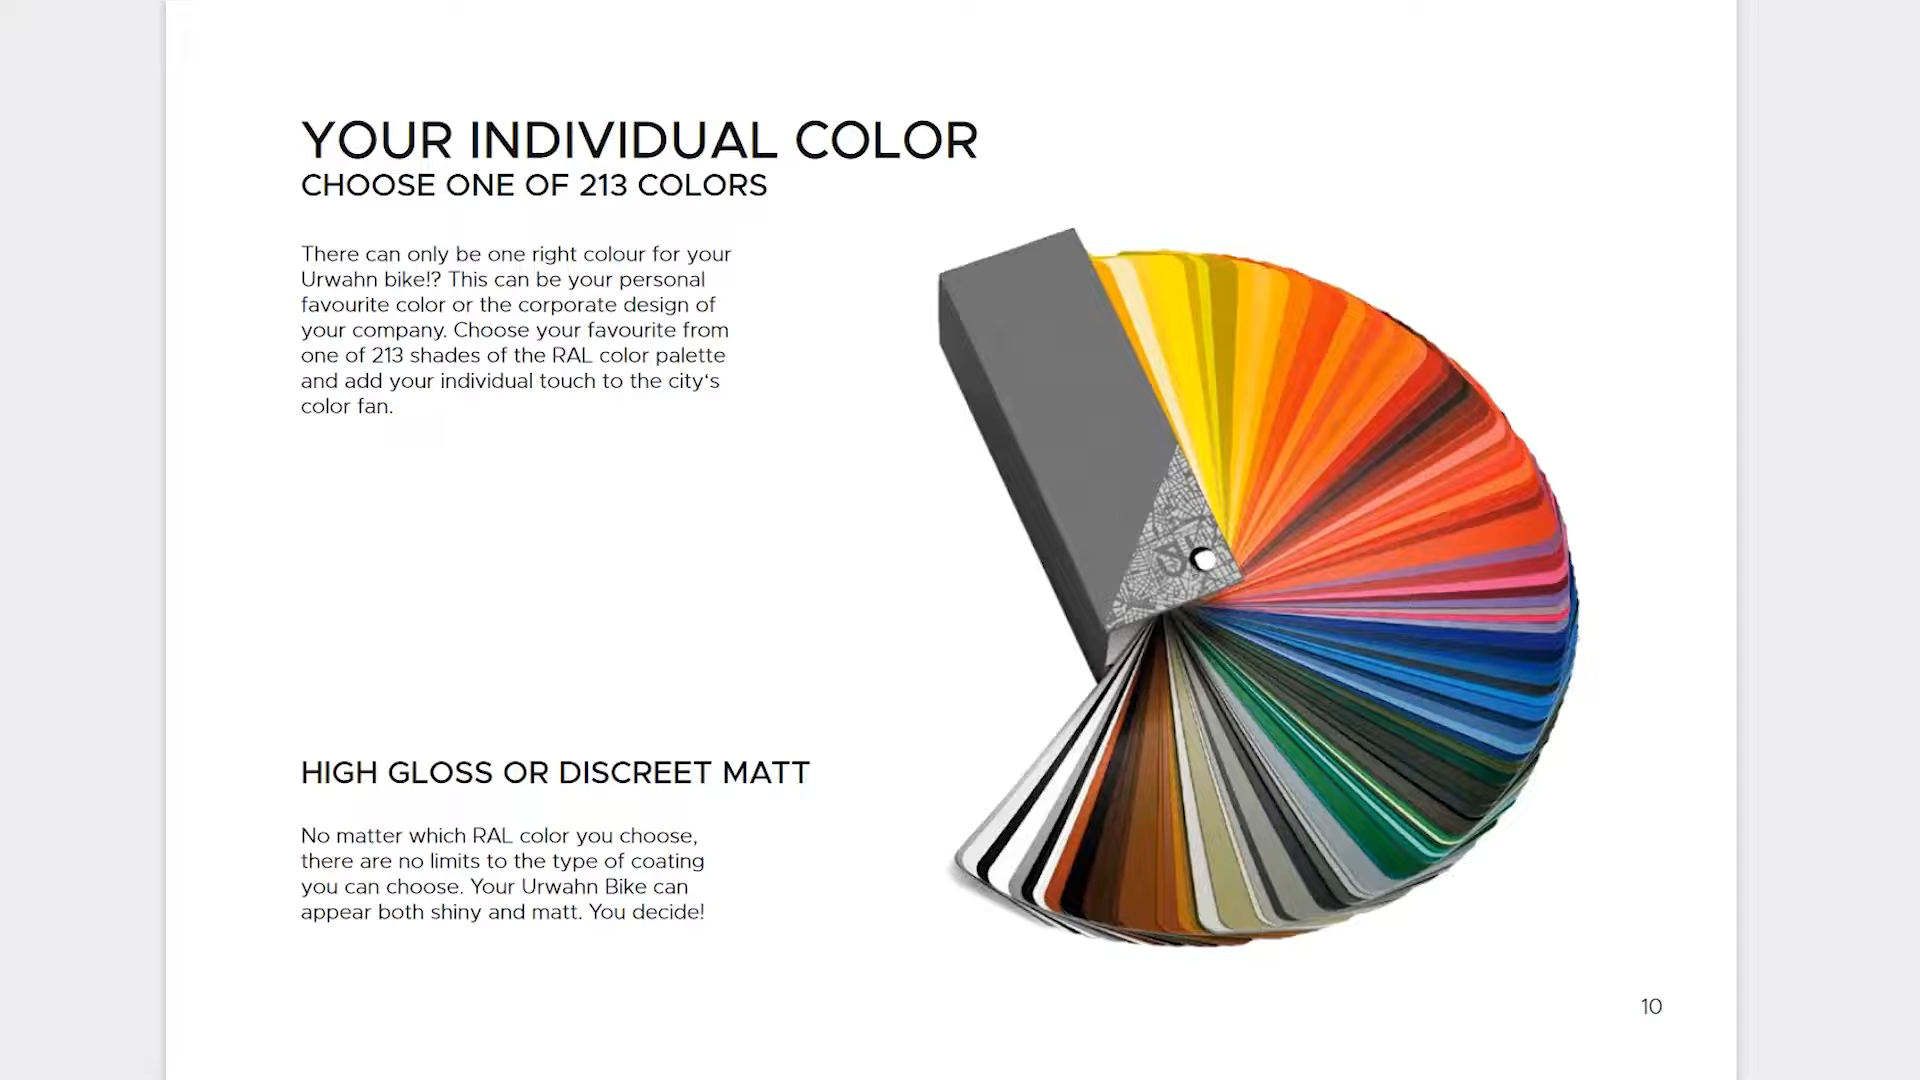 YOUR INDIVIDUAL COLOR
CHOOSE ONE OF 213 COLORS
There can only be one right colour for your
Urwahn bike!? This can be your personal
favourite color or the corporate design of
your company. Choose your favourite from
one of 213 shades of the RAL color palette
and add your individual touch to the city‘s
color fan.
HIGH GLOSS OR DISCREET MATT
No matter which RAL color you choose,
there are no limits to the type of coating
you can choose. Your Urwahn Bike can
appear both shiny and matt. You decide!
10